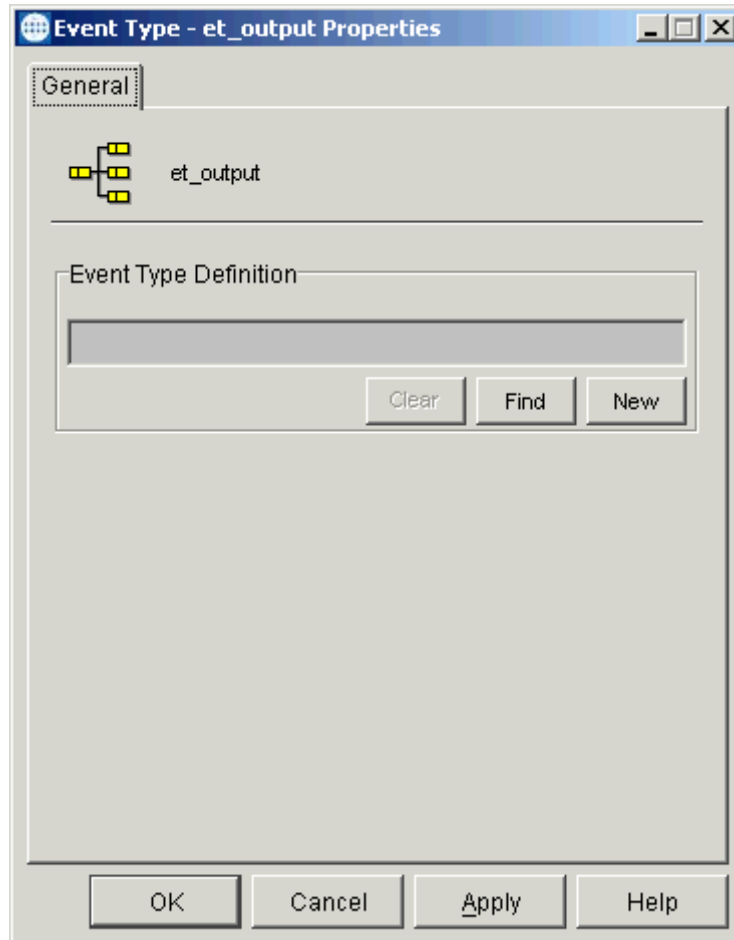 Event Type - et_output Properties
General
et_output
Event Type Definition
Clear Find New
OK Cancel Apply Help